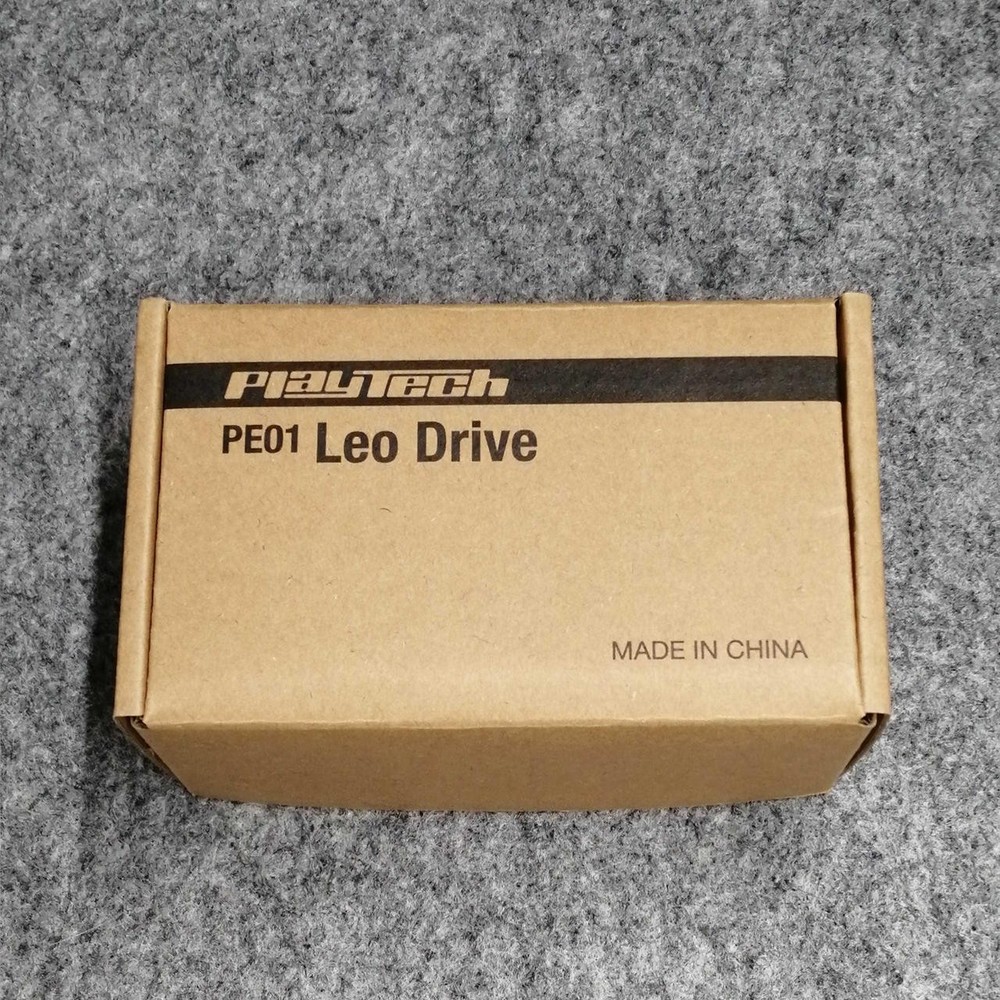 PlayTech
PE01 Leo Drive
MADE IN CHINA